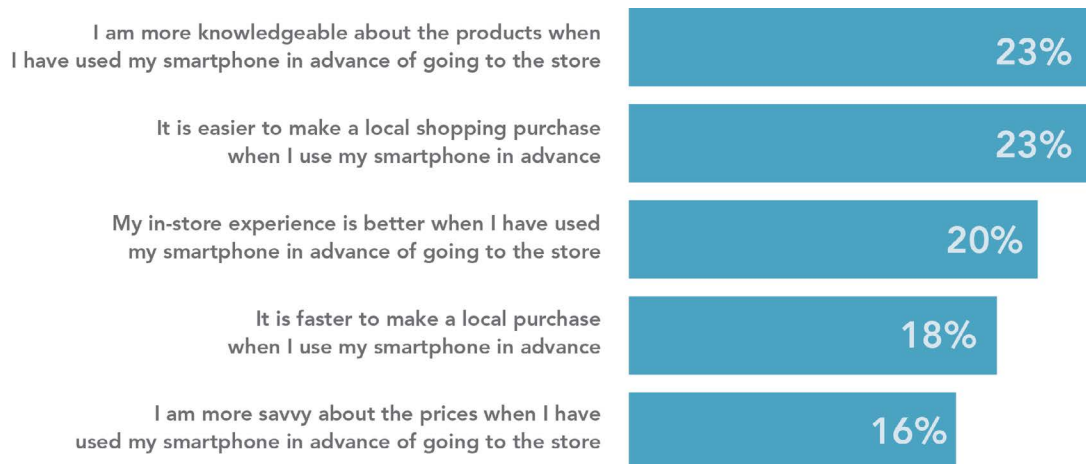 I am more knowledgeable about the products when
I have used my smartphone in advance of going to the store
23%
It is easier to make a local shopping purchase
when I use my smartphone in advance
23%
My in-store experience is better when I have used
my smartphone in advance of going to the store
20%
It is faster to make a local purchase
when I use my smartphone in advance
18%
I am more savvy about the prices when I have
used my smartphone in advance of going to the store
16%